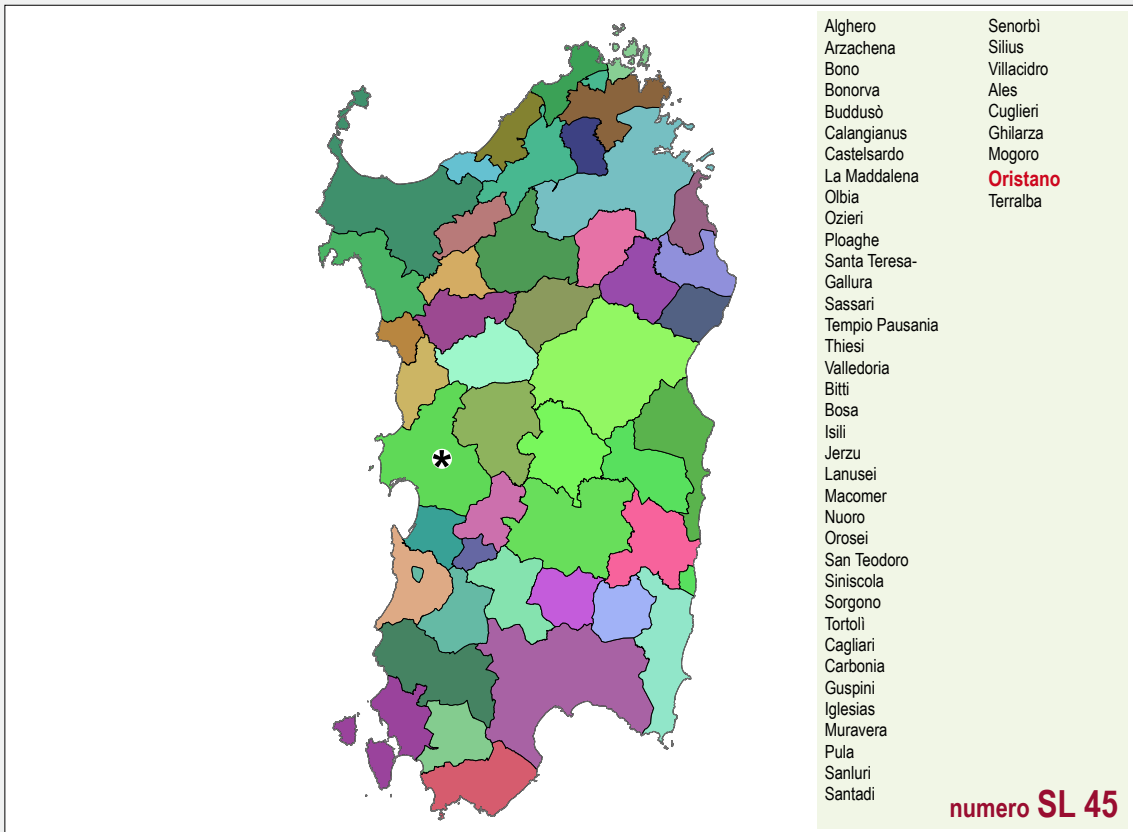 Alghero
Arzachena
Bono
Bonorva
Buddusò
Calangianus
Castelsardo
La Maddalena
Olbia
Ozieri
Ploaghe
Santa Teresa-
Gallura
Sassari
Tempio Pausania
Thiesi
Valledoria
Bitti
Bosa
Isili
Jerzu
Lanusei
Macomer
Nuoro
Orosei
San Teodoro
Siniscola
Sorgono
Tortolì
Cagliari
Carbonia
Guspini
Iglesias
Muravera
Pula
Sanluri
Santadi
Senorbì
Silius
Villacidro
Ales
Cuglieri
Ghilarza
Mogoro
Oristano
Terralba
*
numero SL 45